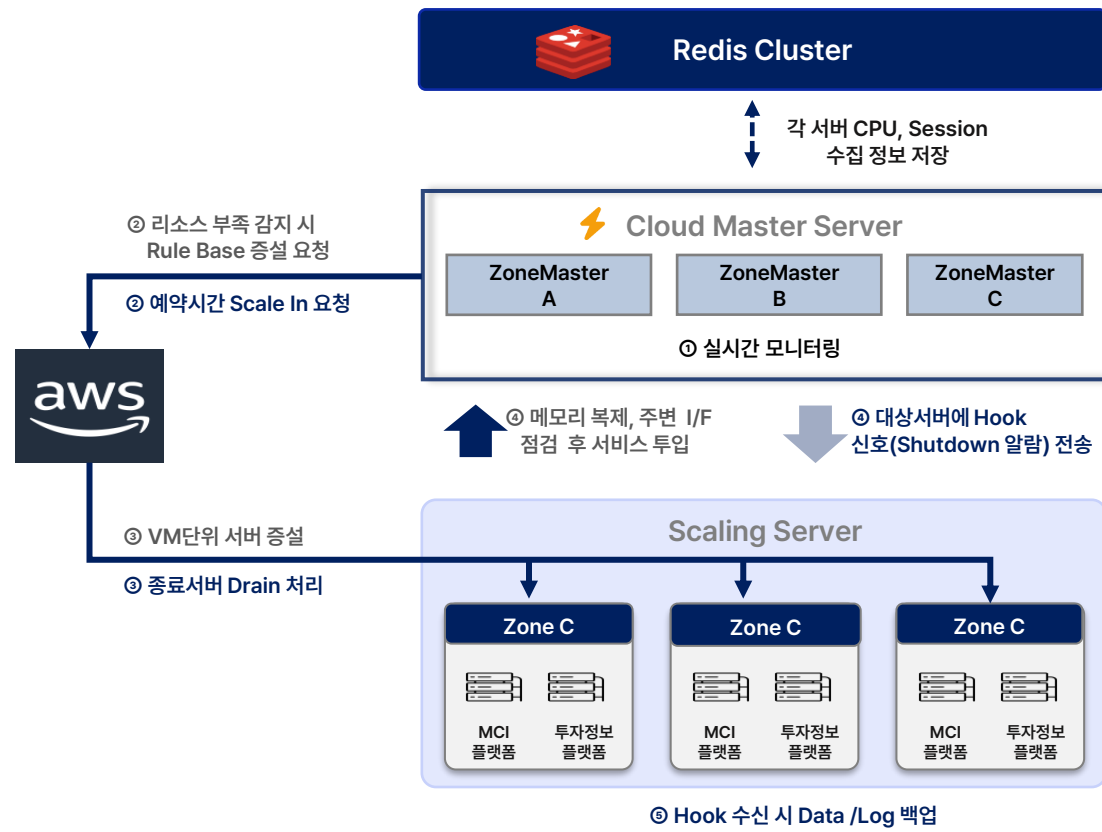 Redis Cluster
각 서버 CPU, Session
수집 정보 저장
② 리소스 부족 감지 시
Rule Base 증설 요청
② 예약시간 Scale In 요청
Cloud Master Server
ZoneMaster
A
ZoneMaster
B
ZoneMaster
C
① 실시간 모니터링
aws
④ 메모리 복제, 주변 I/F
점검 후 서비스 투입
④ 대상서버에 Hook
신호(Shutdown 알람) 전송
③ VM단위 서버 증설
③ 종료서버 Drain 처리
Scaling Server
Zone C
MCI
플랫폼
투자정보
플랫폼
Zone C
MCI
플랫폼
투자정보
플랫폼
Zone C
MCI
플랫폼
투자정보
플랫폼
⑤ Hook 수신 시 Data /Log 백업